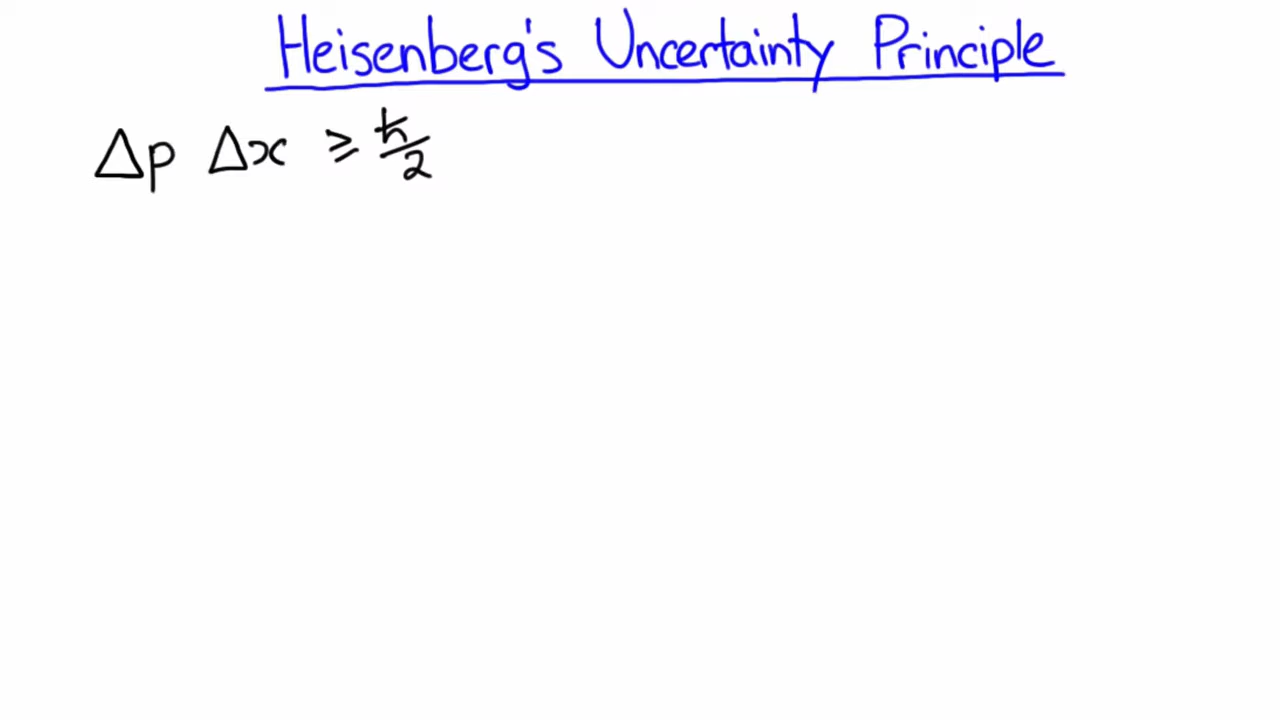 Heisenberg's Uncertainty Principle
Δp Δx ≥ ℏ/2